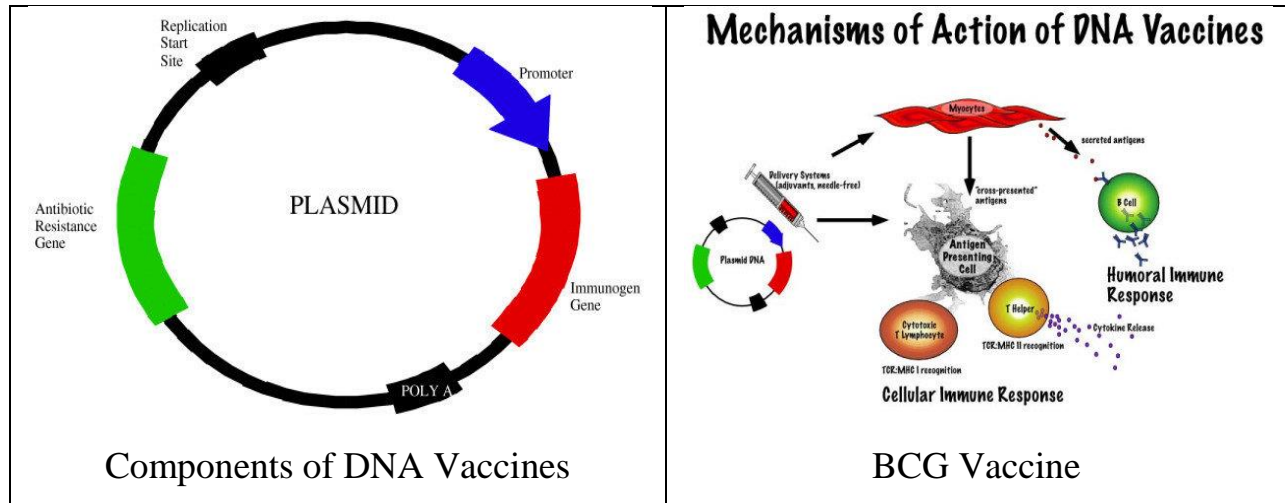 Replication
Start
Site
Promoter
PLASMID
Antibiotic
Resistance
Gene
Immunogen
Gene
POLY A
Components of DNA Vaccines
Mechanisms of Action of DNA Vaccines
Myocytes
secreted antigens
Delivery Systems
(adjuvants, needle-free)
"cross-presented"
antigens
B Cell
Plasmid DNA
Antigen
Presenting
Cell
Humoral Immune
Response
T Helper
Cytokine Release
Cytotoxic
T Lymphocyte
TCR:MHC II recognition
TCR:MHC I recognition
Cellular Immune Response
BCG Vaccine